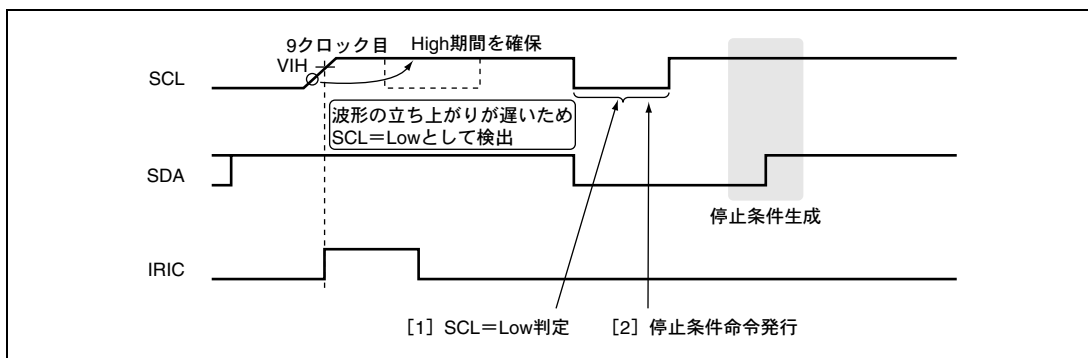 9クロック目
High期間を確保
VIH
SCL
波形の立ち上がりが遅いため
SCL=Lowとして検出
SDA
停止条件生成
IRIC
[1] SCL=Low判定
[2] 停止条件命令発行